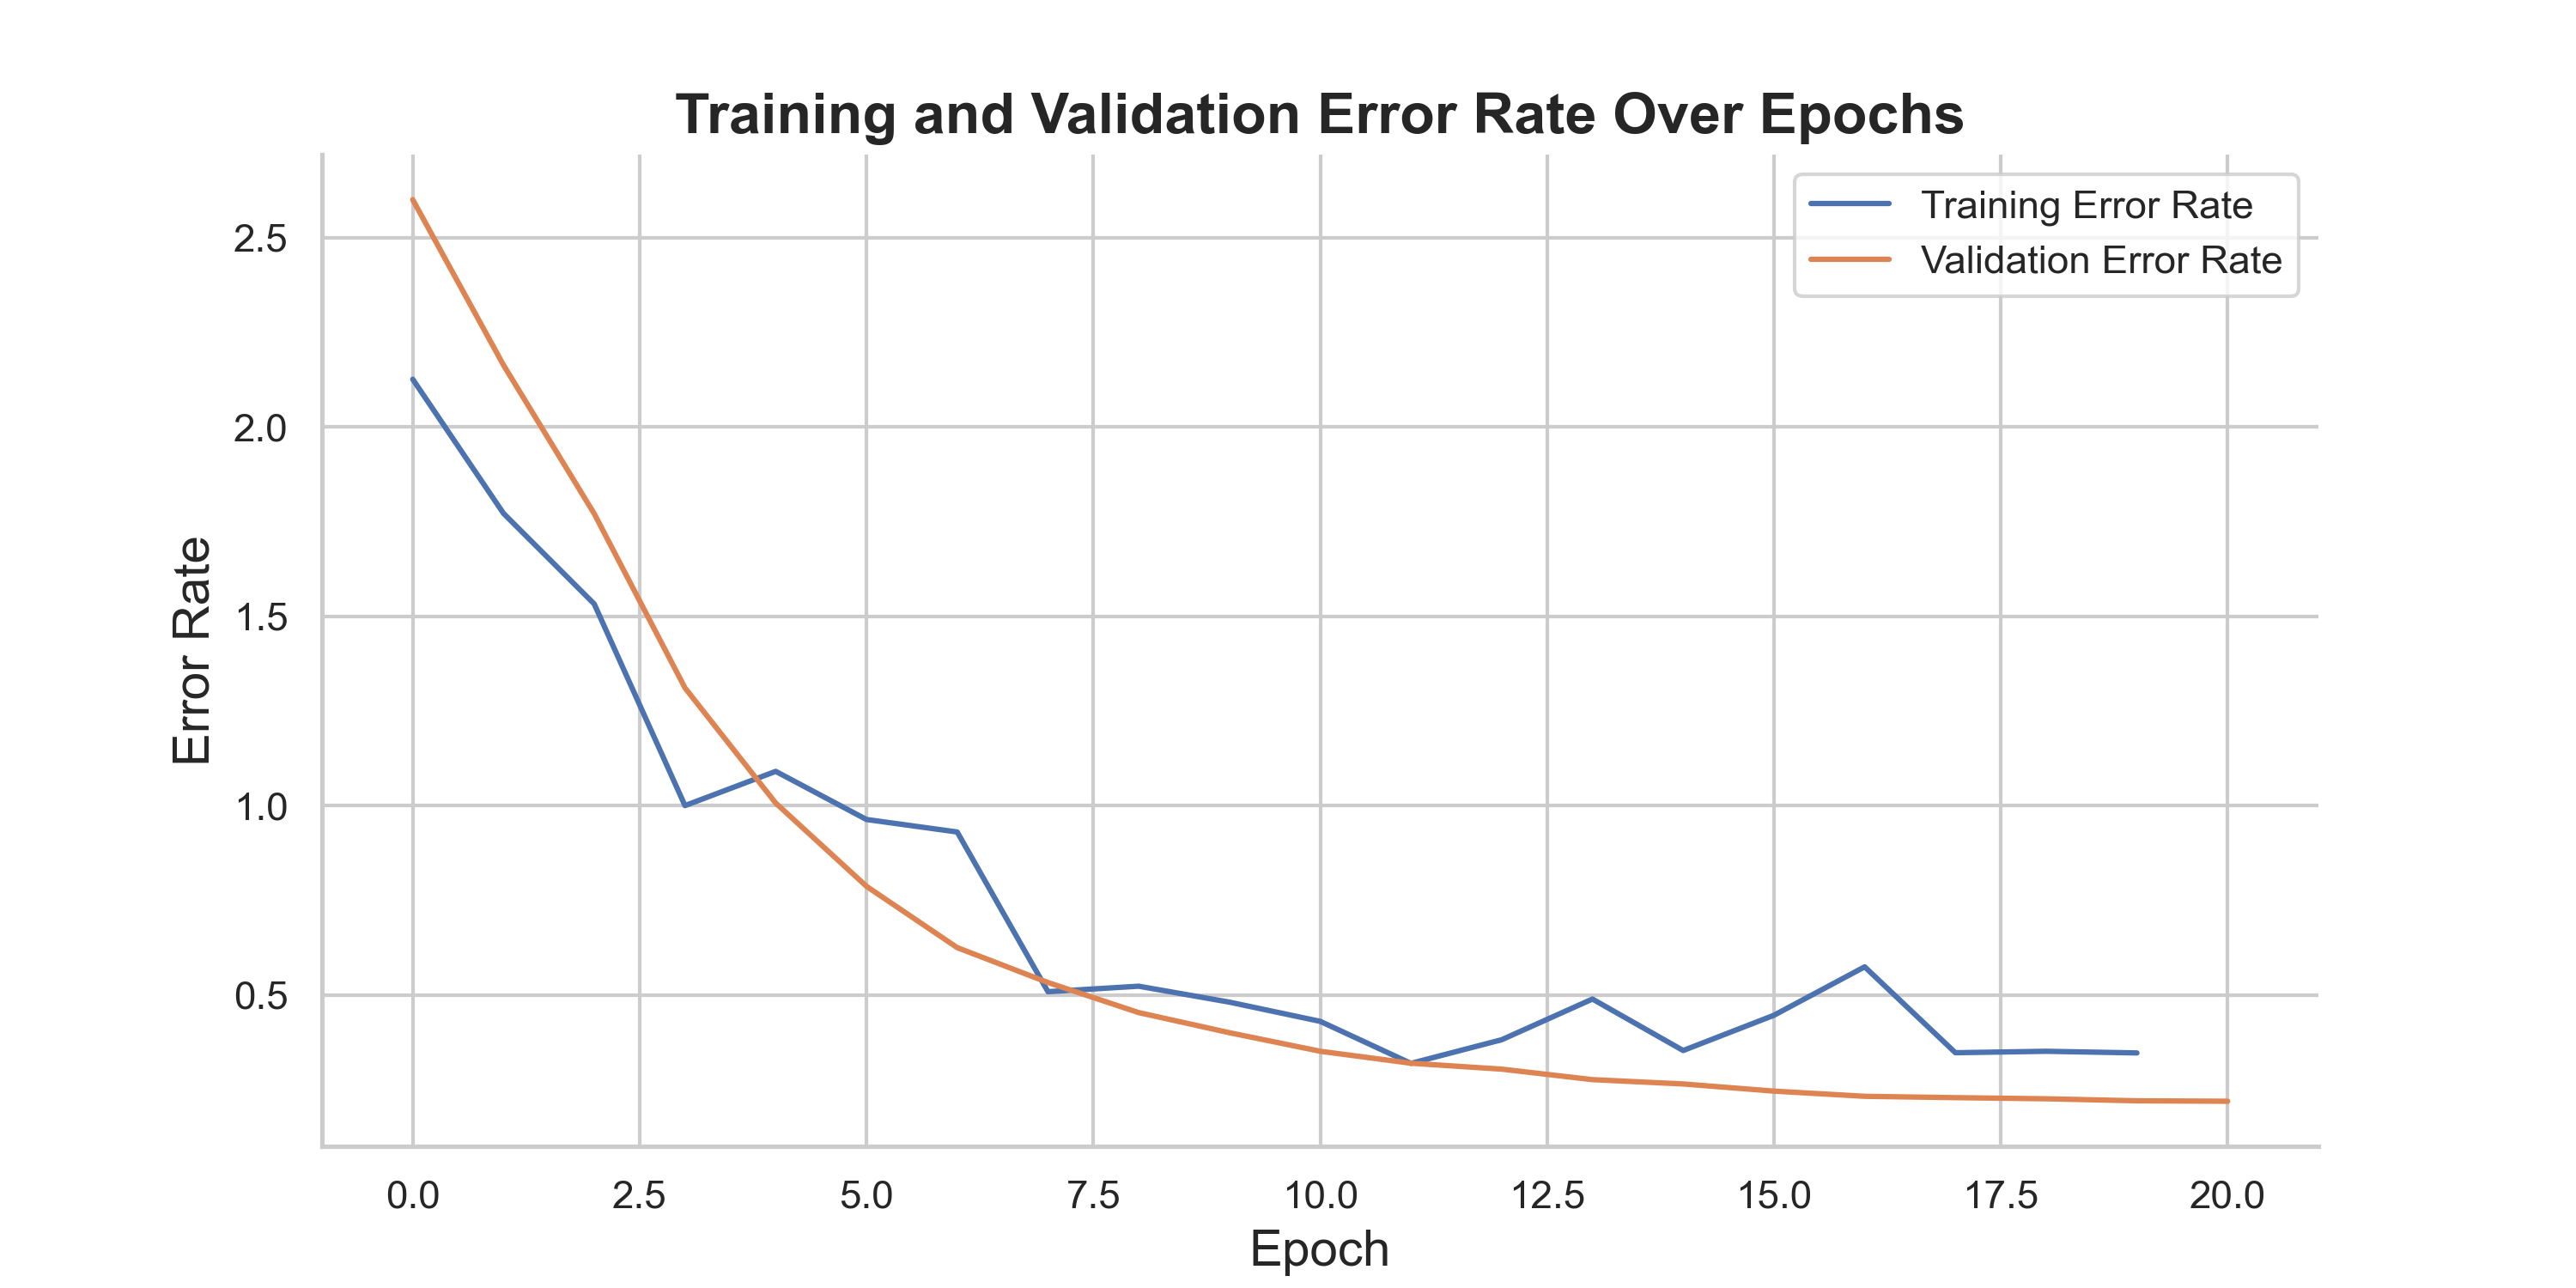 Training and Validation Error Rate Over Epochs
Training Error Rate
Validation Error Rate
Error Rate
2.5
2.0
1.5
1.0
0.5
0.0 2.5 5.0 7.5 10.0 12.5 15.0 17.5 20.0
Epoch